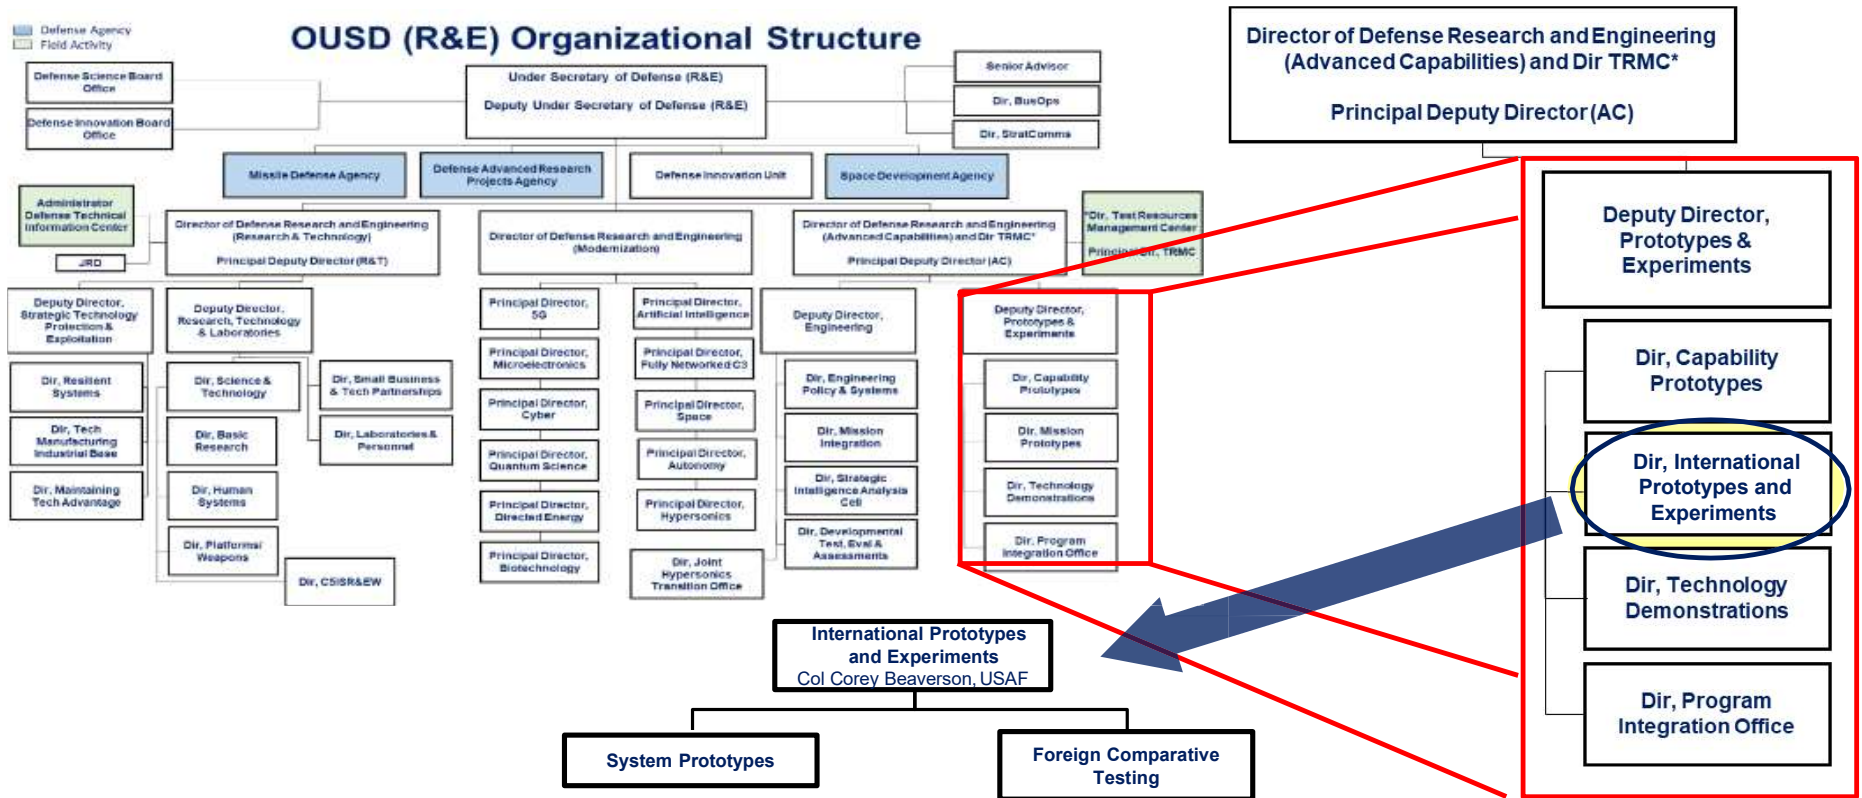 Defense Agency
Field Activity
OUSD (R&E) Organizational Structure
Defense Science Board
Office
Defense Innovation Board
Office
Under Secretary of Defense (R&E)
Deputy Under Secretary of Defense (R&E)
Senior Advisor
Dir, BusOps
Dir, StratComms
Missile Defense Agency
Defense Advanced Research
Projects Agency
Defense Innovation Unit
Space Development Agency
Administrator
Defense Technical
Information Center
JRO
Director of Defense Research and Engineering
(Research & Technology)
Principal Deputy Director (R&T)
Director of Defense Research and Engineering
(Modernization)
Director of Defense Research and Engineering
(Advanced Capabilities) and Dir TRMC*
Principal Deputy Director (AC)
*Dir, Test Resources
Management Center
Principal Dir., TRMC
Deputy Director,
Strategic Technology
Protection &
Exploitation
Dir, Resilient
Systems
Dir, Tech
Manufacturing
Industrial Base
Dir, Maintaining
Tech Advantage
Deputy Director,
Research, Technology
& Laboratories
Dir, Science &
Technology
Dir, Basic
Research
Dir, Human
Systems
Dir, Platforms/
Weapons
Dir, C5ISR&EW
Dir, Small Business
& Tech Partnerships
Dir, Laboratories &
Personnel
Principal Director,
5G
Principal Director,
Microelectronics
Principal Director,
Cyber
Principal Director,
Quantum Science
Principal Director,
Directed Energy
Principal Director,
Biotechnology
Principal Director,
Artificial Intelligence
Principal Director,
Fully Networked C3
Principal Director,
Space
Principal Director,
Autonomy
Principal Director,
Hypersonics
Dir, Joint
Hypersonics
Transition Office
Deputy Director,
Engineering
Dir, Engineering
Policy & Systems
Dir, Mission
Integration
Dir, Strategic
Intelligence Analysis
Cell
Dir, Developmental
Test, Eval &
Assessments
Deputy Director,
Prototypes &
Experiments
Dir, Capability
Prototypes
Dir, Mission
Prototypes
Dir, Technology
Demonstrations
Dir, Program
Integration Office
Director of Defense Research and Engineering
(Advanced Capabilities) and Dir TRMC*
Principal Deputy Director (AC)
Deputy Director,
Prototypes &
Experiments
Dir, Capability
Prototypes
Dir, International
Prototypes and
Experiments
Dir, Technology
Demonstrations
Dir, Program
Integration Office
International Prototypes
and Experiments
Col Corey Beaverson, USAF
System Prototypes
Foreign Comparative
Testing